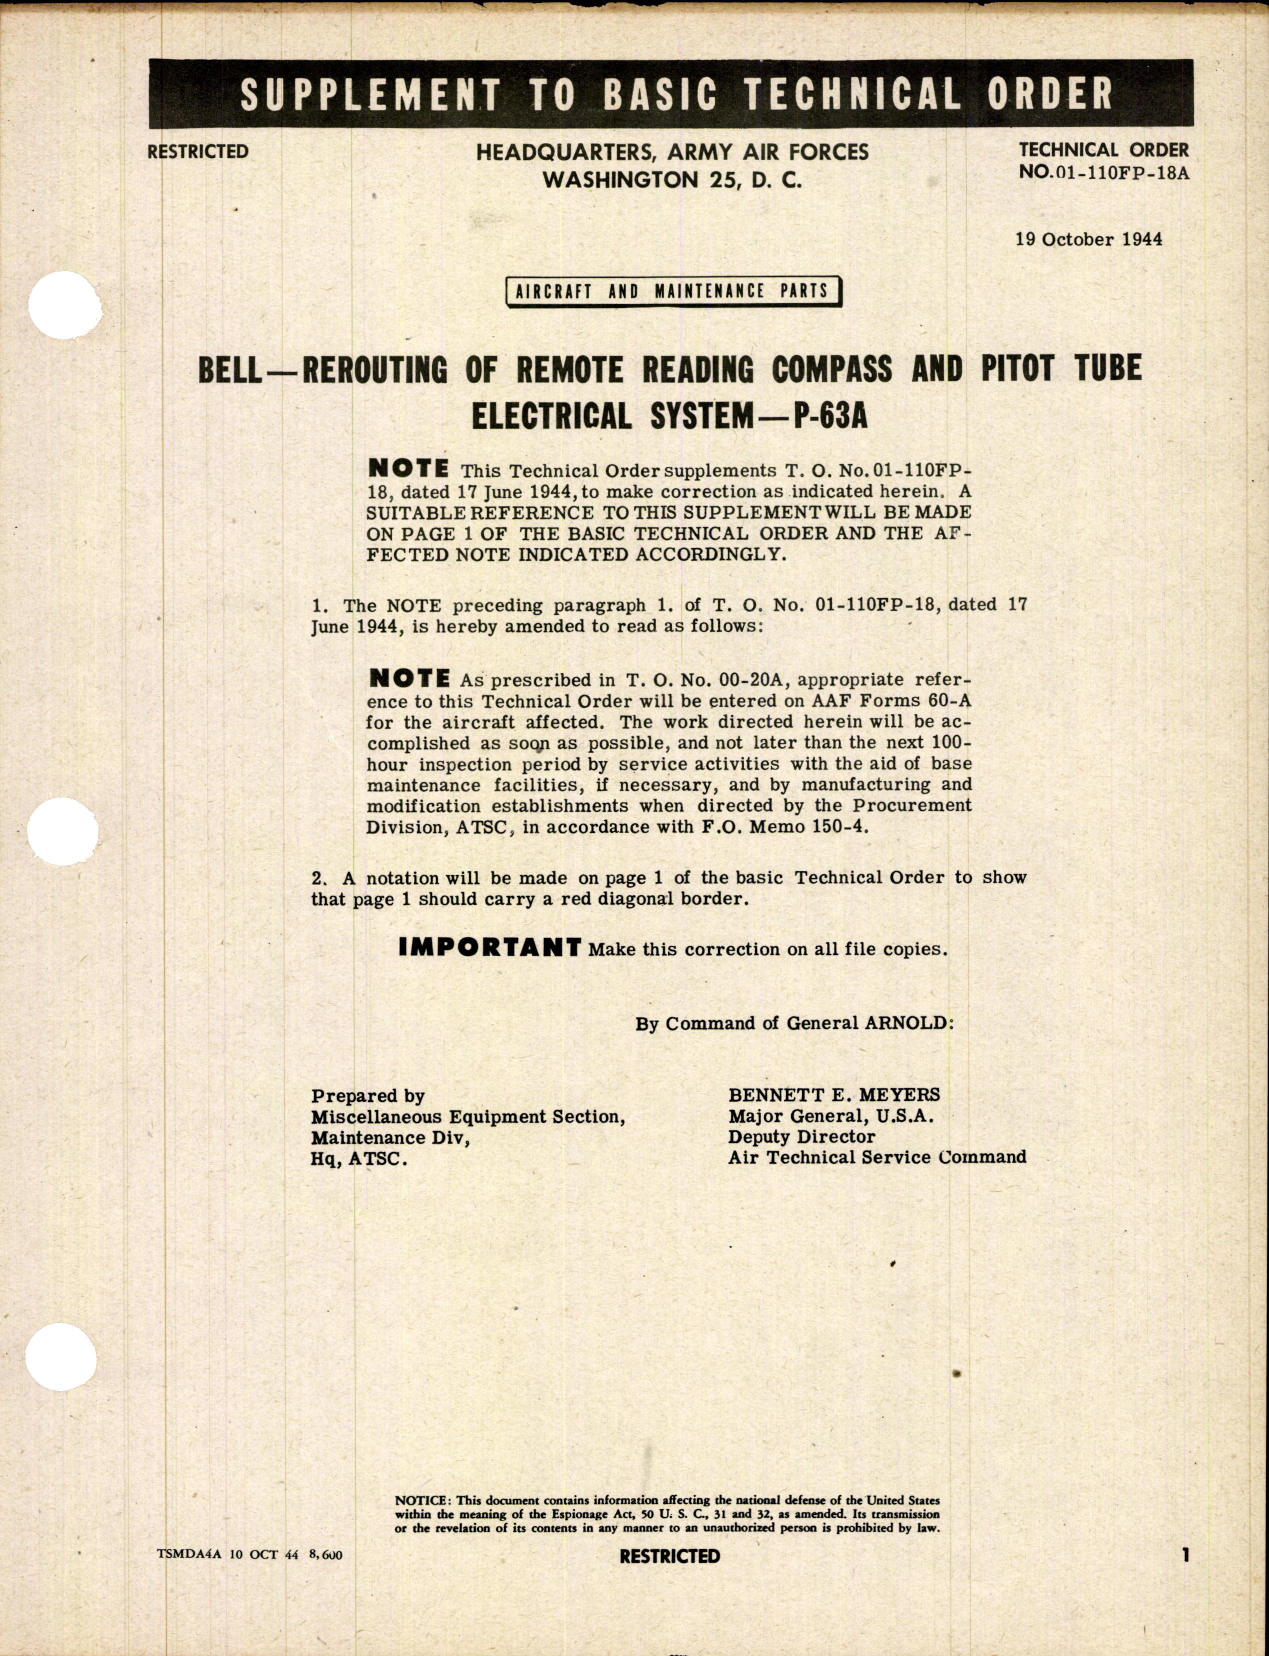 SUPPLEMENT TO BASIC TECHNICAL ORDER
RESTRICTED
HEADQUARTERS, ARMY AIR FORCES
WASHINGTON 25, D. C.
TECHNICAL ORDER
NO. 01-110FP-18A
19 October 1944
AIRCRAFT AND MAINTENANCE PARTS
BELL—REROUTING OF REMOTE READING COMPASS AND PITOT TUBE
ELECTRICAL SYSTEM—P-63A
NOTE This Technical Order supplements T. O. No. 01-110FP-
18, dated 17 June 1944, to make correction as indicated herein. A
SUITABLE REFERENCE TO THIS SUPPLEMENT WILL BE MADE
ON PAGE 1 OF THE BASIC TECHNICAL ORDER AND THE AF-
FECTED NOTE INDICATED ACCORDINGLY.
1. The NOTE preceding paragraph 1. of T. O. No. 01-110FP-18, dated 17
June 1944, is hereby amended to read as follows:
NOTE As prescribed in T. O. No. 00-20A, appropriate refer-
ence to this Technical Order will be entered on AAF Forms 60-A
for the aircraft affected. The work directed herein will be ac-
complished as soon as possible, and not later than the next 100-
hour inspection period by service activities with the aid of base
maintenance facilities, if necessary, and by manufacturing and
modification establishments when directed by the Procurement
Division, ATSC, in accordance with F.O. Memo 150-4.
2. A notation will be made on page 1 of the basic Technical Order to show
that page 1 should carry a red diagonal border.
IMPORTANT Make this correction on all file copies.
By Command of General ARNOLD:
Prepared by
Miscellaneous Equipment Section,
Maintenance Div,
Hq, ATSC.
BENNETT E. MEYERS
Major General, U.S.A.
Deputy Director
Air Technical Service Command
NOTICE: This document contains information affecting the national defense of the United States
within the meaning of the Espionage Act, 50 U. S. C., 31 and 32, as amended. Its transmission
or the revelation of its contents in any manner to an unauthorized person is prohibited by law.
TSMDA4A 10 OCT 44 8,600
RESTRICTED
1